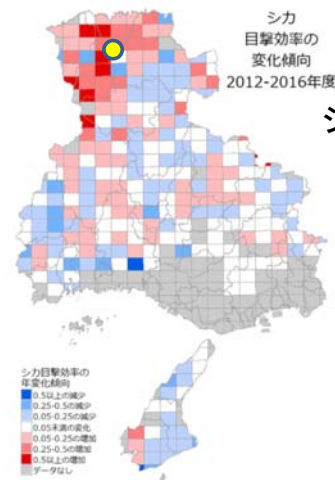 シカ
目撃効率の
変化傾向
2012-2016年度
シカ目撃効率の
年変化傾向
0.5以上の減少
0.25-0.5の減少
0.05-0.25の減少
0.05未満の変化
0.05-0.25の増加
0.25-0.5の増加
0.5以上の増加
データなし